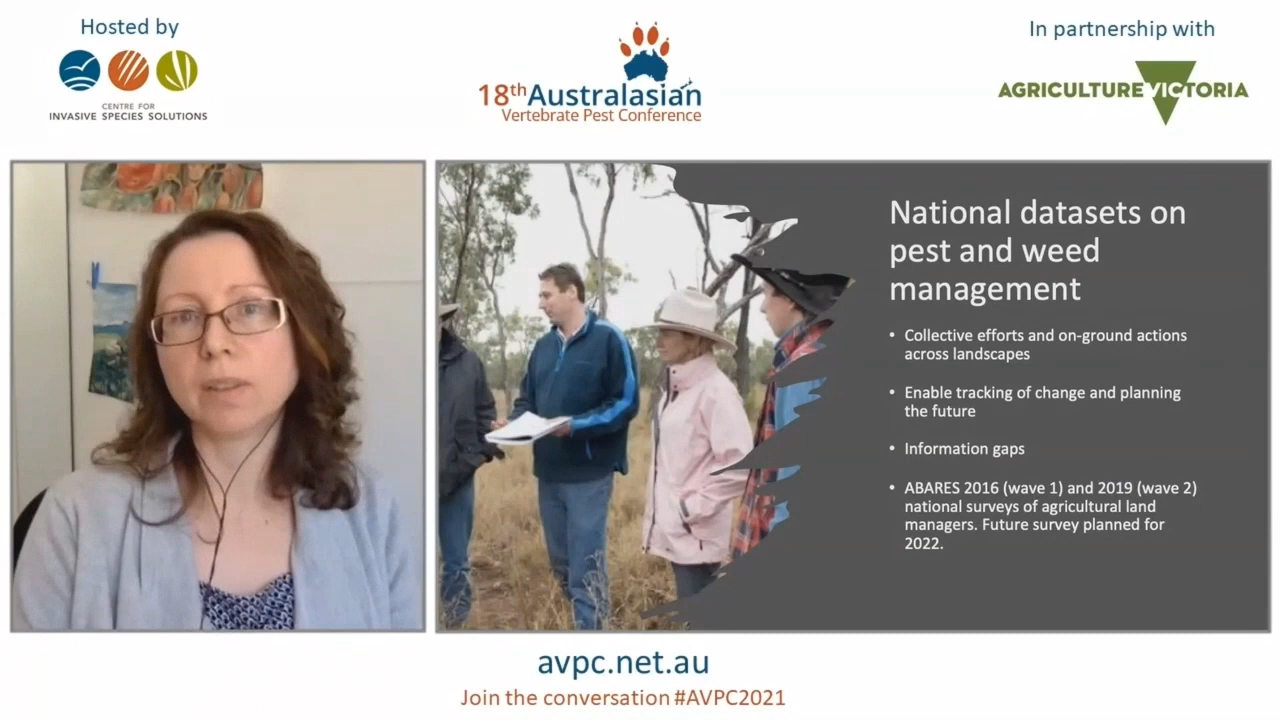 Hosted by
CENTRE FOR
INVASIVE SPECIES SOLUTIONS
18th Australasian
Vertebrate Pest Conference
In partnership with
AGRICULTURE VICTORIA
National datasets on
pest and weed
management
• Collective efforts and on-ground actions
across landscapes
• Enable tracking of change and planning
the future
• Information gaps
• ABARES 2016 (wave 1) and 2019 (wave 2)
national surveys of agricultural land
managers. Future survey planned for
2022.
avpc.net.au
Join the conversation #AVPC2021